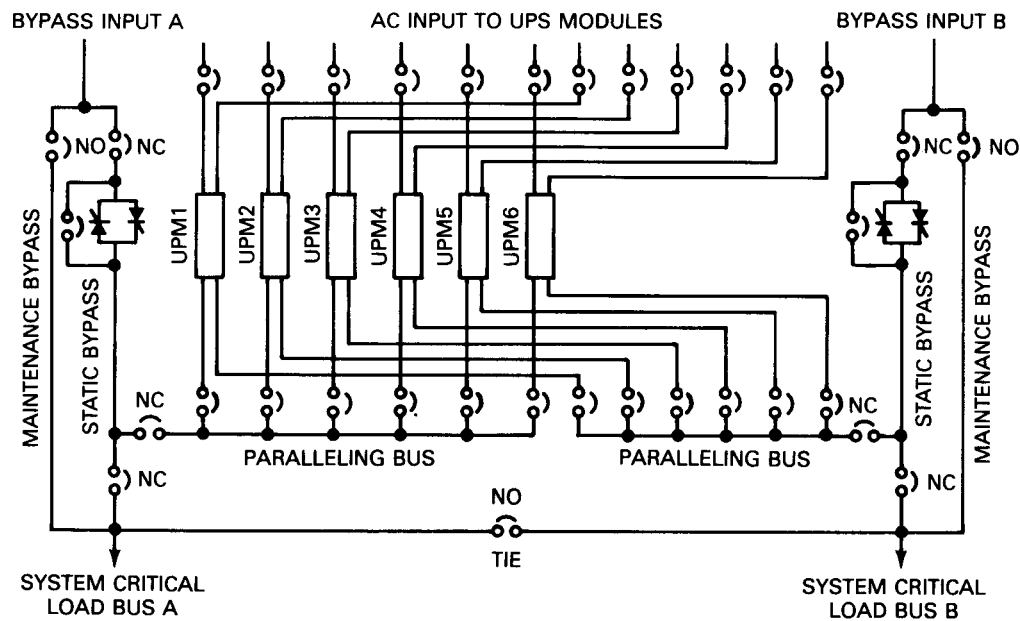 BYPASS INPUT A
AC INPUT TO UPS MODULES
BYPASS INPUT B
NO
NC
NC
NO
MAINTENANCE BYPASS
STATIC BYPASS
UPM1
UPM2
UPM3
UPM4
UPM5
UPM6
STATIC BYPASS
MAINTENANCE BYPASS
NC
NC
PARALLELING BUS
PARALLELING BUS
NC
NC
NO
TIE
SYSTEM CRITICAL
LOAD BUS A
SYSTEM CRITICAL
LOAD BUS B